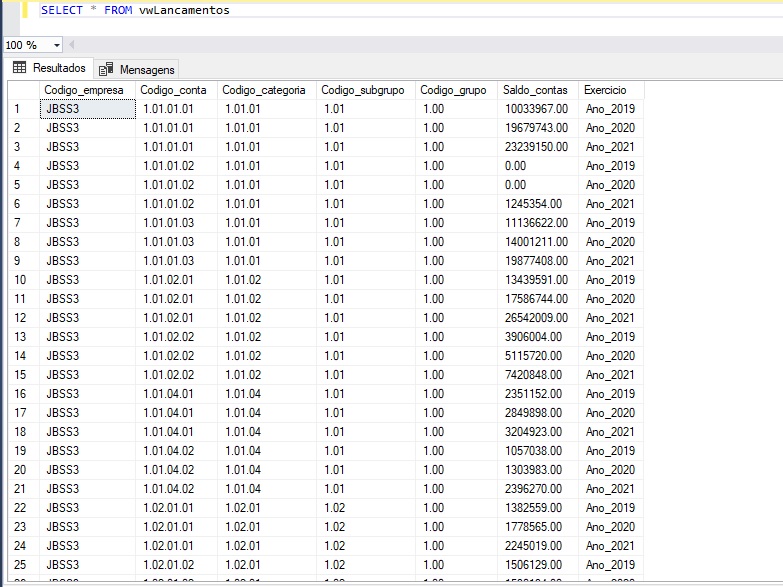 SELECT * FROM vwLancamentos
100 %
Resultados Mensagens
Codigo_empresa Codigo_conta Codigo_categoria Codigo_subgrupo Codigo_grupo Saldo_contas Exercicio
1 JBSS3 1.01.01.01 1.01.01 1.01 1.00 10033967.00 Ano_2019
2 JBSS3 1.01.01.01 1.01.01 1.01 1.00 19679743.00 Ano_2020
3 JBSS3 1.01.01.01 1.01.01 1.01 1.00 23239150.00 Ano_2021
4 JBSS3 1.01.01.02 1.01.01 1.01 1.00 0.00 Ano_2019
5 JBSS3 1.01.01.02 1.01.01 1.01 1.00 0.00 Ano_2020
6 JBSS3 1.01.01.02 1.01.01 1.01 1.00 1245354.00 Ano_2021
7 JBSS3 1.01.01.03 1.01.01 1.01 1.00 11136622.00 Ano_2019
8 JBSS3 1.01.01.03 1.01.01 1.01 1.00 14001211.00 Ano_2020
9 JBSS3 1.01.01.03 1.01.01 1.01 1.00 19877408.00 Ano_2021
10 JBSS3 1.01.02.01 1.01.02 1.01 1.00 13439591.00 Ano_2019
11 JBSS3 1.01.02.01 1.01.02 1.01 1.00 17586744.00 Ano_2020
12 JBSS3 1.01.02.01 1.01.02 1.01 1.00 26542009.00 Ano_2021
13 JBSS3 1.01.02.02 1.01.02 1.01 1.00 3906004.00 Ano_2019
14 JBSS3 1.01.02.02 1.01.02 1.01 1.00 5115720.00 Ano_2020
15 JBSS3 1.01.02.02 1.01.02 1.01 1.00 7420848.00 Ano_2021
16 JBSS3 1.01.04.01 1.01.04 1.01 1.00 2351152.00 Ano_2019
17 JBSS3 1.01.04.01 1.01.04 1.01 1.00 2849898.00 Ano_2020
18 JBSS3 1.01.04.01 1.01.04 1.01 1.00 3204923.00 Ano_2021
19 JBSS3 1.01.04.02 1.01.04 1.01 1.00 1057038.00 Ano_2019
20 JBSS3 1.01.04.02 1.01.04 1.01 1.00 1303983.00 Ano_2020
21 JBSS3 1.01.04.02 1.01.04 1.01 1.00 2396270.00 Ano_2021
22 JBSS3 1.02.01.01 1.02.01 1.02 1.00 1382559.00 Ano_2019
23 JBSS3 1.02.01.01 1.02.01 1.02 1.00 1778565.00 Ano_2020
24 JBSS3 1.02.01.01 1.02.01 1.02 1.00 2245019.00 Ano_2021
25 JBSS3 1.02.01.02 1.02.01 1.02 1.00 1506129.00 Ano_2019